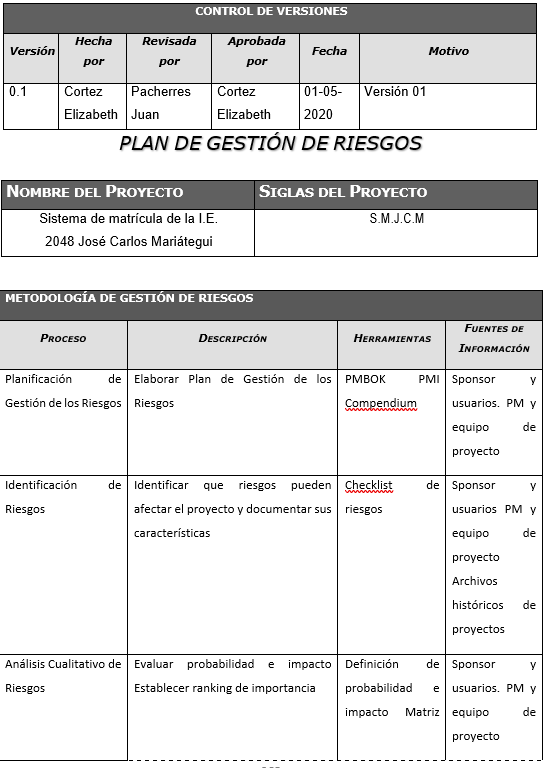 CONTROL DE VERSIONES
Versión Hecha por Revisada por Aprobada por Fecha Motivo
0.1 Cortez Elizabeth Pacherres Juan Cortez Elizabeth 01-05-2020 Versión 01
PLAN DE GESTIÓN DE RIESGOS
NOMBRE DEL PROYECTO SIGLAS DEL PROYECTO
Sistema de matrícula de la I.E. S.M.J.C.M
2048 José Carlos Mariátegui
METODOLOGÍA DE GESTIÓN DE RIESGOS
PROCESO DESCRIPCIÓN HERRAMIENTAS FUENTES DE INFORMACIÓN
Planificación de Gestión de los Riesgos
Elaborar Plan de Gestión de los Riesgos
PMBOK PMI Compendium
Sponsor y usuarios. PM y equipo de proyecto
Identificación de Riesgos
Identificar que riesgos pueden afectar el proyecto y documentar sus características
Checklist de riesgos
Sponsor y usuarios PM y equipo de proyecto Archivos históricos de proyectos
Análisis Cualitativo de Riesgos
Evaluar probabilidad e impacto Establecer ranking de importancia
Definición de probabilidad e impacto Matriz
Sponsor y usuarios. PM y equipo de proyecto